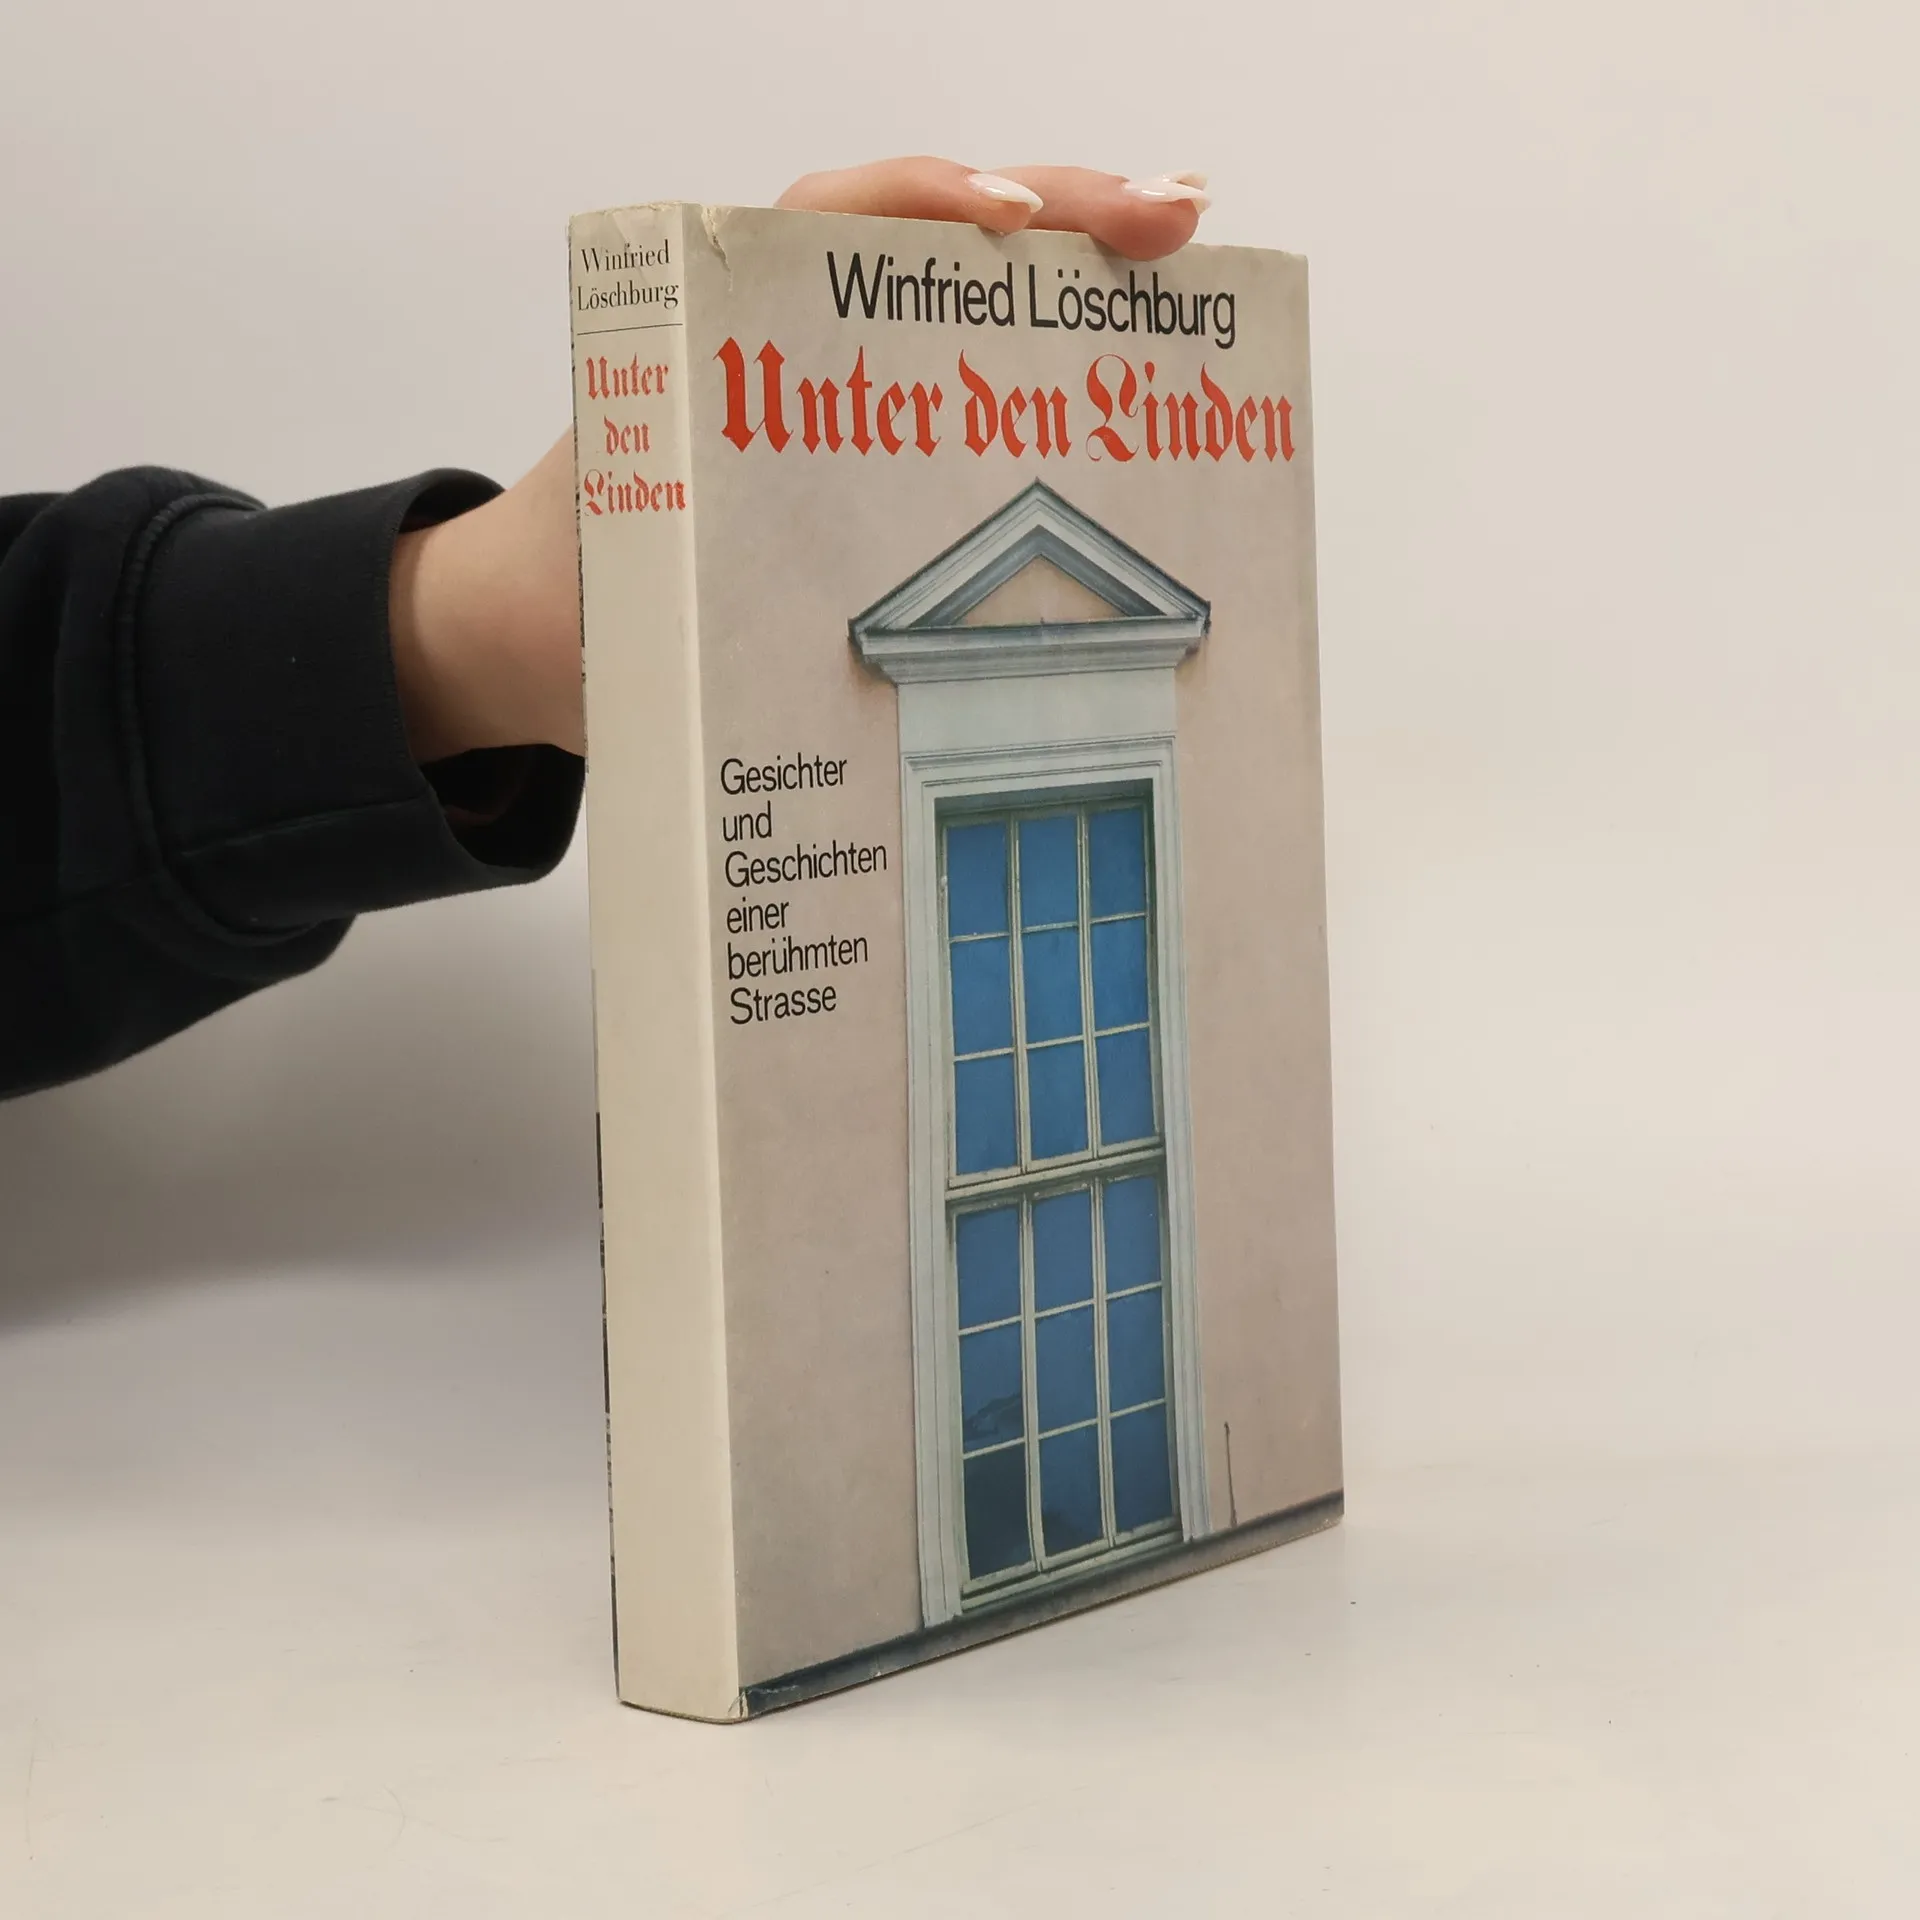 Winfried
Löschburg
Unter
den
Linden
Winfried Löschburg
Unter den Linden
Gesichter
und
Geschichten
einer
berühmten
Strasse